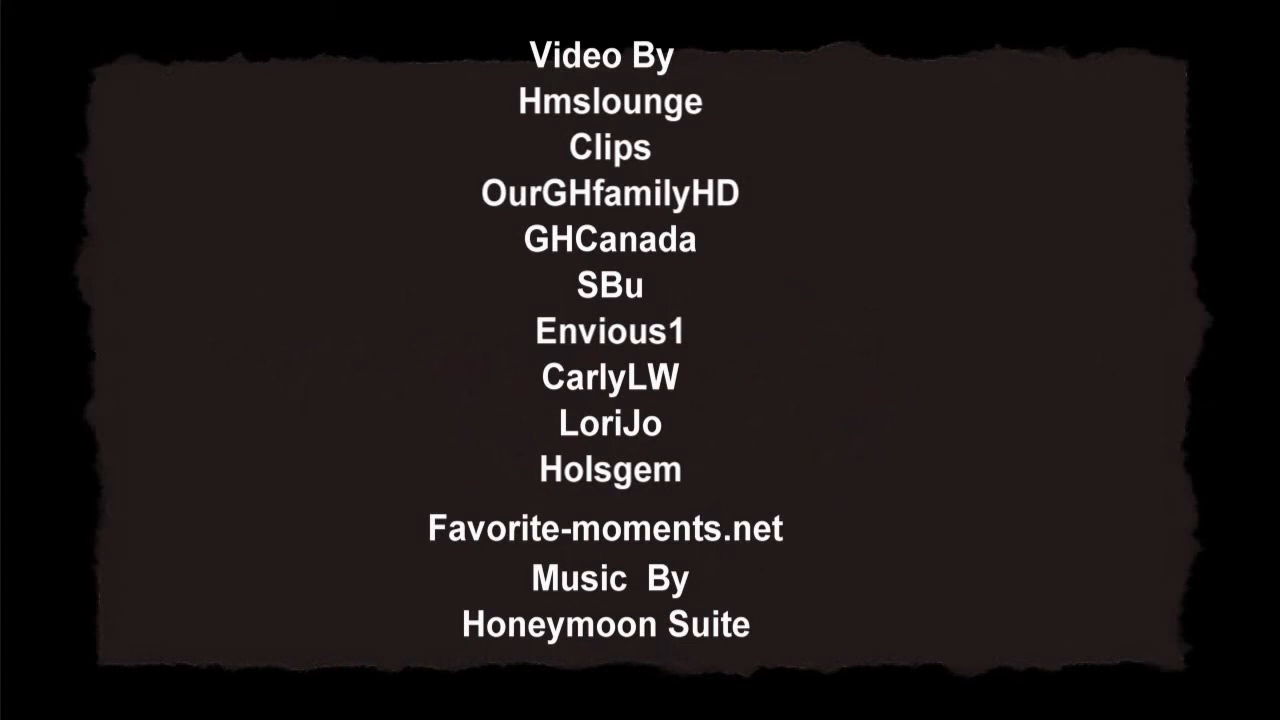 Video By
Hmslounge
Clips
OurGHfamilyHD
GHCanada
SBu
Envious1
CarlyLW
LoriJo
Holsgem
Favorite-moments.net
Music By
Honeymoon Suite